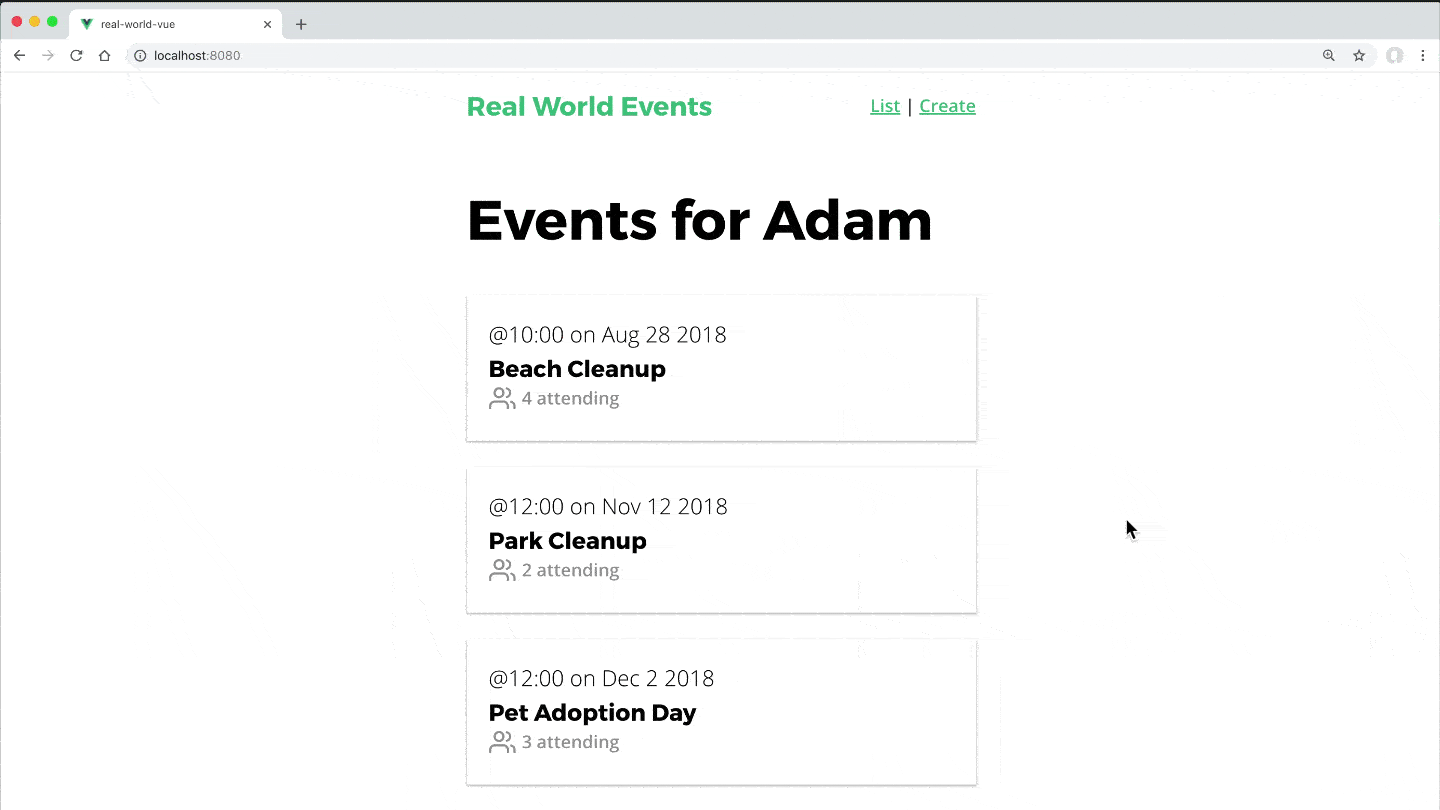 real-world-vue
localhost:8080
Real World Events
List | Create
Events for Adam
@10:00 on Aug 28 2018
Beach Cleanup
4 attending
@12:00 on Nov 12 2018
Park Cleanup
2 attending
@12:00 on Dec 2 2018
Pet Adoption Day
3 attending